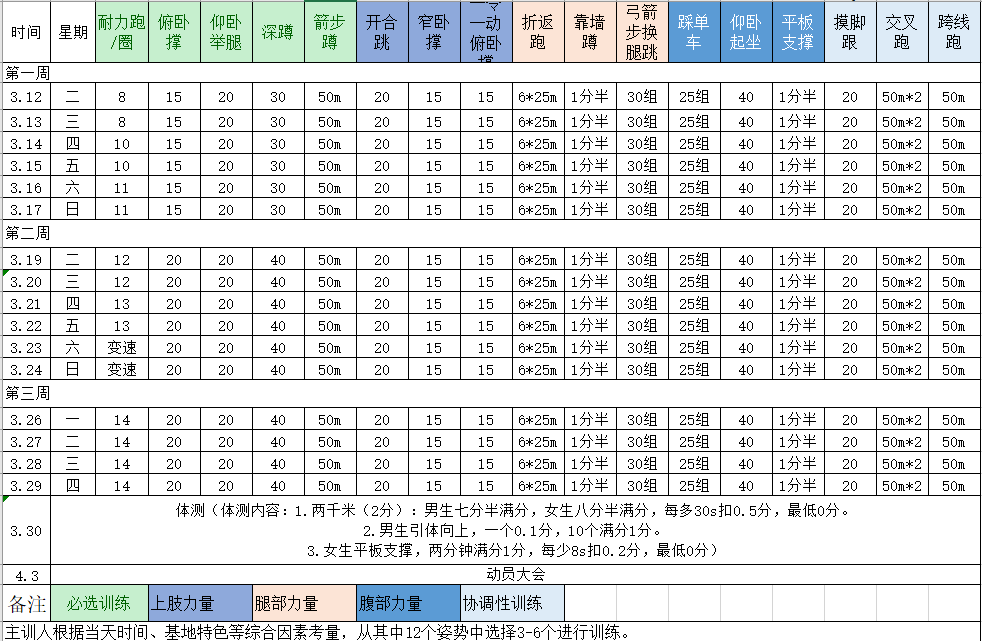 时间 星期 耐力跑/圈 俯卧撑 仰卧举腿 深蹲 箭步蹲 开合跳 窄卧撑 一动俯卧撑 折返跑 靠墙蹲 弓箭步换腿跳 踩单车 仰卧起坐 平板支撑 摸脚跟 交叉跑 跨线跑
第一周
3.12 二 8 15 20 30 50m 20 15 15 6*25m 1分半 30组 25组 40 1分半 20 50m*2 50m
3.13 三 8 15 20 30 50m 20 15 15 6*25m 1分半 30组 25组 40 1分半 20 50m*2 50m
3.14 四 10 15 20 30 50m 20 15 15 6*25m 1分半 30组 25组 40 1分半 20 50m*2 50m
3.15 五 10 15 20 30 50m 20 15 15 6*25m 1分半 30组 25组 40 1分半 20 50m*2 50m
3.16 六 11 15 20 30 50m 20 15 15 6*25m 1分半 30组 25组 40 1分半 20 50m*2 50m
3.17 日 11 15 20 30 50m 20 15 15 6*25m 1分半 30组 25组 40 1分半 20 50m*2 50m
第二周
3.19 二 12 20 20 40 50m 20 15 15 6*25m 1分半 30组 25组 40 1分半 20 50m*2 50m
3.20 三 12 20 20 40 50m 20 15 15 6*25m 1分半 30组 25组 40 1分半 20 50m*2 50m
3.21 四 13 20 20 40 50m 20 15 15 6*25m 1分半 30组 25组 40 1分半 20 50m*2 50m
3.22 五 13 20 20 40 50m 20 15 15 6*25m 1分半 30组 25组 40 1分半 20 50m*2 50m
3.23 六 变速 20 20 40 50m 20 15 15 6*25m 1分半 30组 25组 40 1分半 20 50m*2 50m
3.24 日 变速 20 20 40 50m 20 15 15 6*25m 1分半 30组 25组 40 1分半 20 50m*2 50m
第三周
3.26 一 14 20 20 40 50m 20 15 15 6*25m 1分半 30组 25组 40 1分半 20 50m*2 50m
3.27 二 14 20 20 40 50m 20 15 15 6*25m 1分半 30组 25组 40 1分半 20 50m*2 50m
3.28 三 14 20 20 40 50m 20 15 15 6*25m 1分半 30组 25组 40 1分半 20 50m*2 50m
3.29 四 14 20 20 40 50m 20 15 15 6*25m 1分半 30组 25组 40 1分半 20 50m*2 50m
3.30 体测（体测内容：1.两千米（2分）：男生七分半满分，女生八分半满分，每多30s扣0.5分，最低0分。
2.男生引体向上，一个0.1分，10个满分1分。
3.女生平板支撑，两分钟满分1分，每少8s扣0.2分，最低0分）
4.3 动员大会
备注 必选训练 上肢力量 腿部力量 腹部力量 协调性训练
主训人根据当天时间、基地特色等综合因素考量，从其中12个姿势中选择3-6个进行训练。